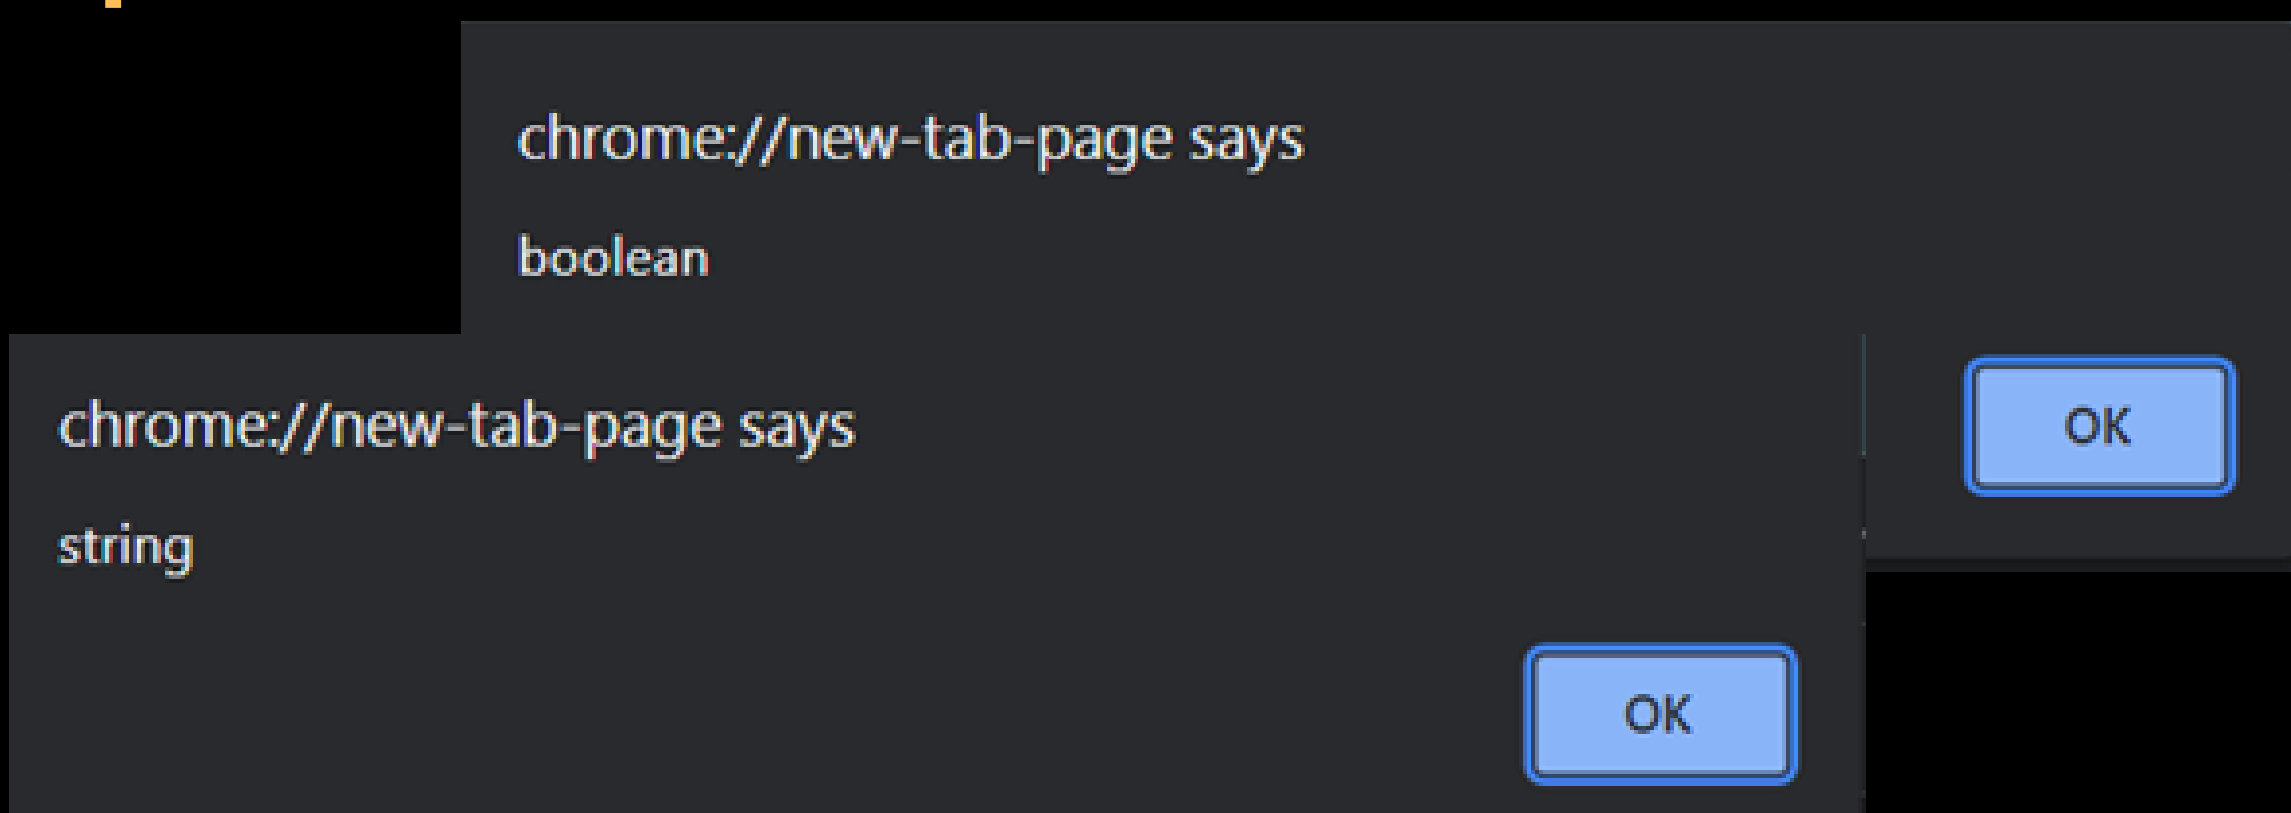 chrome://new-tab-page says
boolean
OK
chrome://new-tab-page says
string
OK